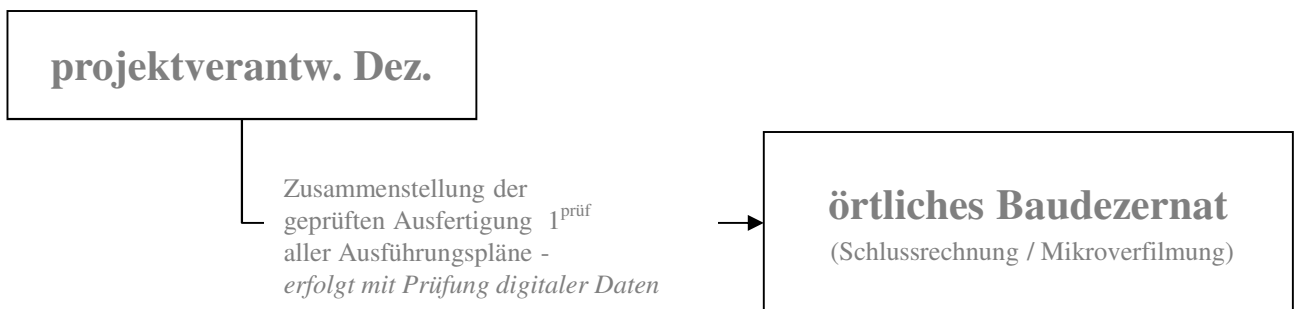 projektverantw. Dez.
Zusammenstellung der
geprüften Ausfertigung 1prüf
aller Ausführungspläne -
erfolgt mit Prüfung digitaler Daten
örtliches Baudezernat
(Schlussrechnung / Mikroverfilmung)